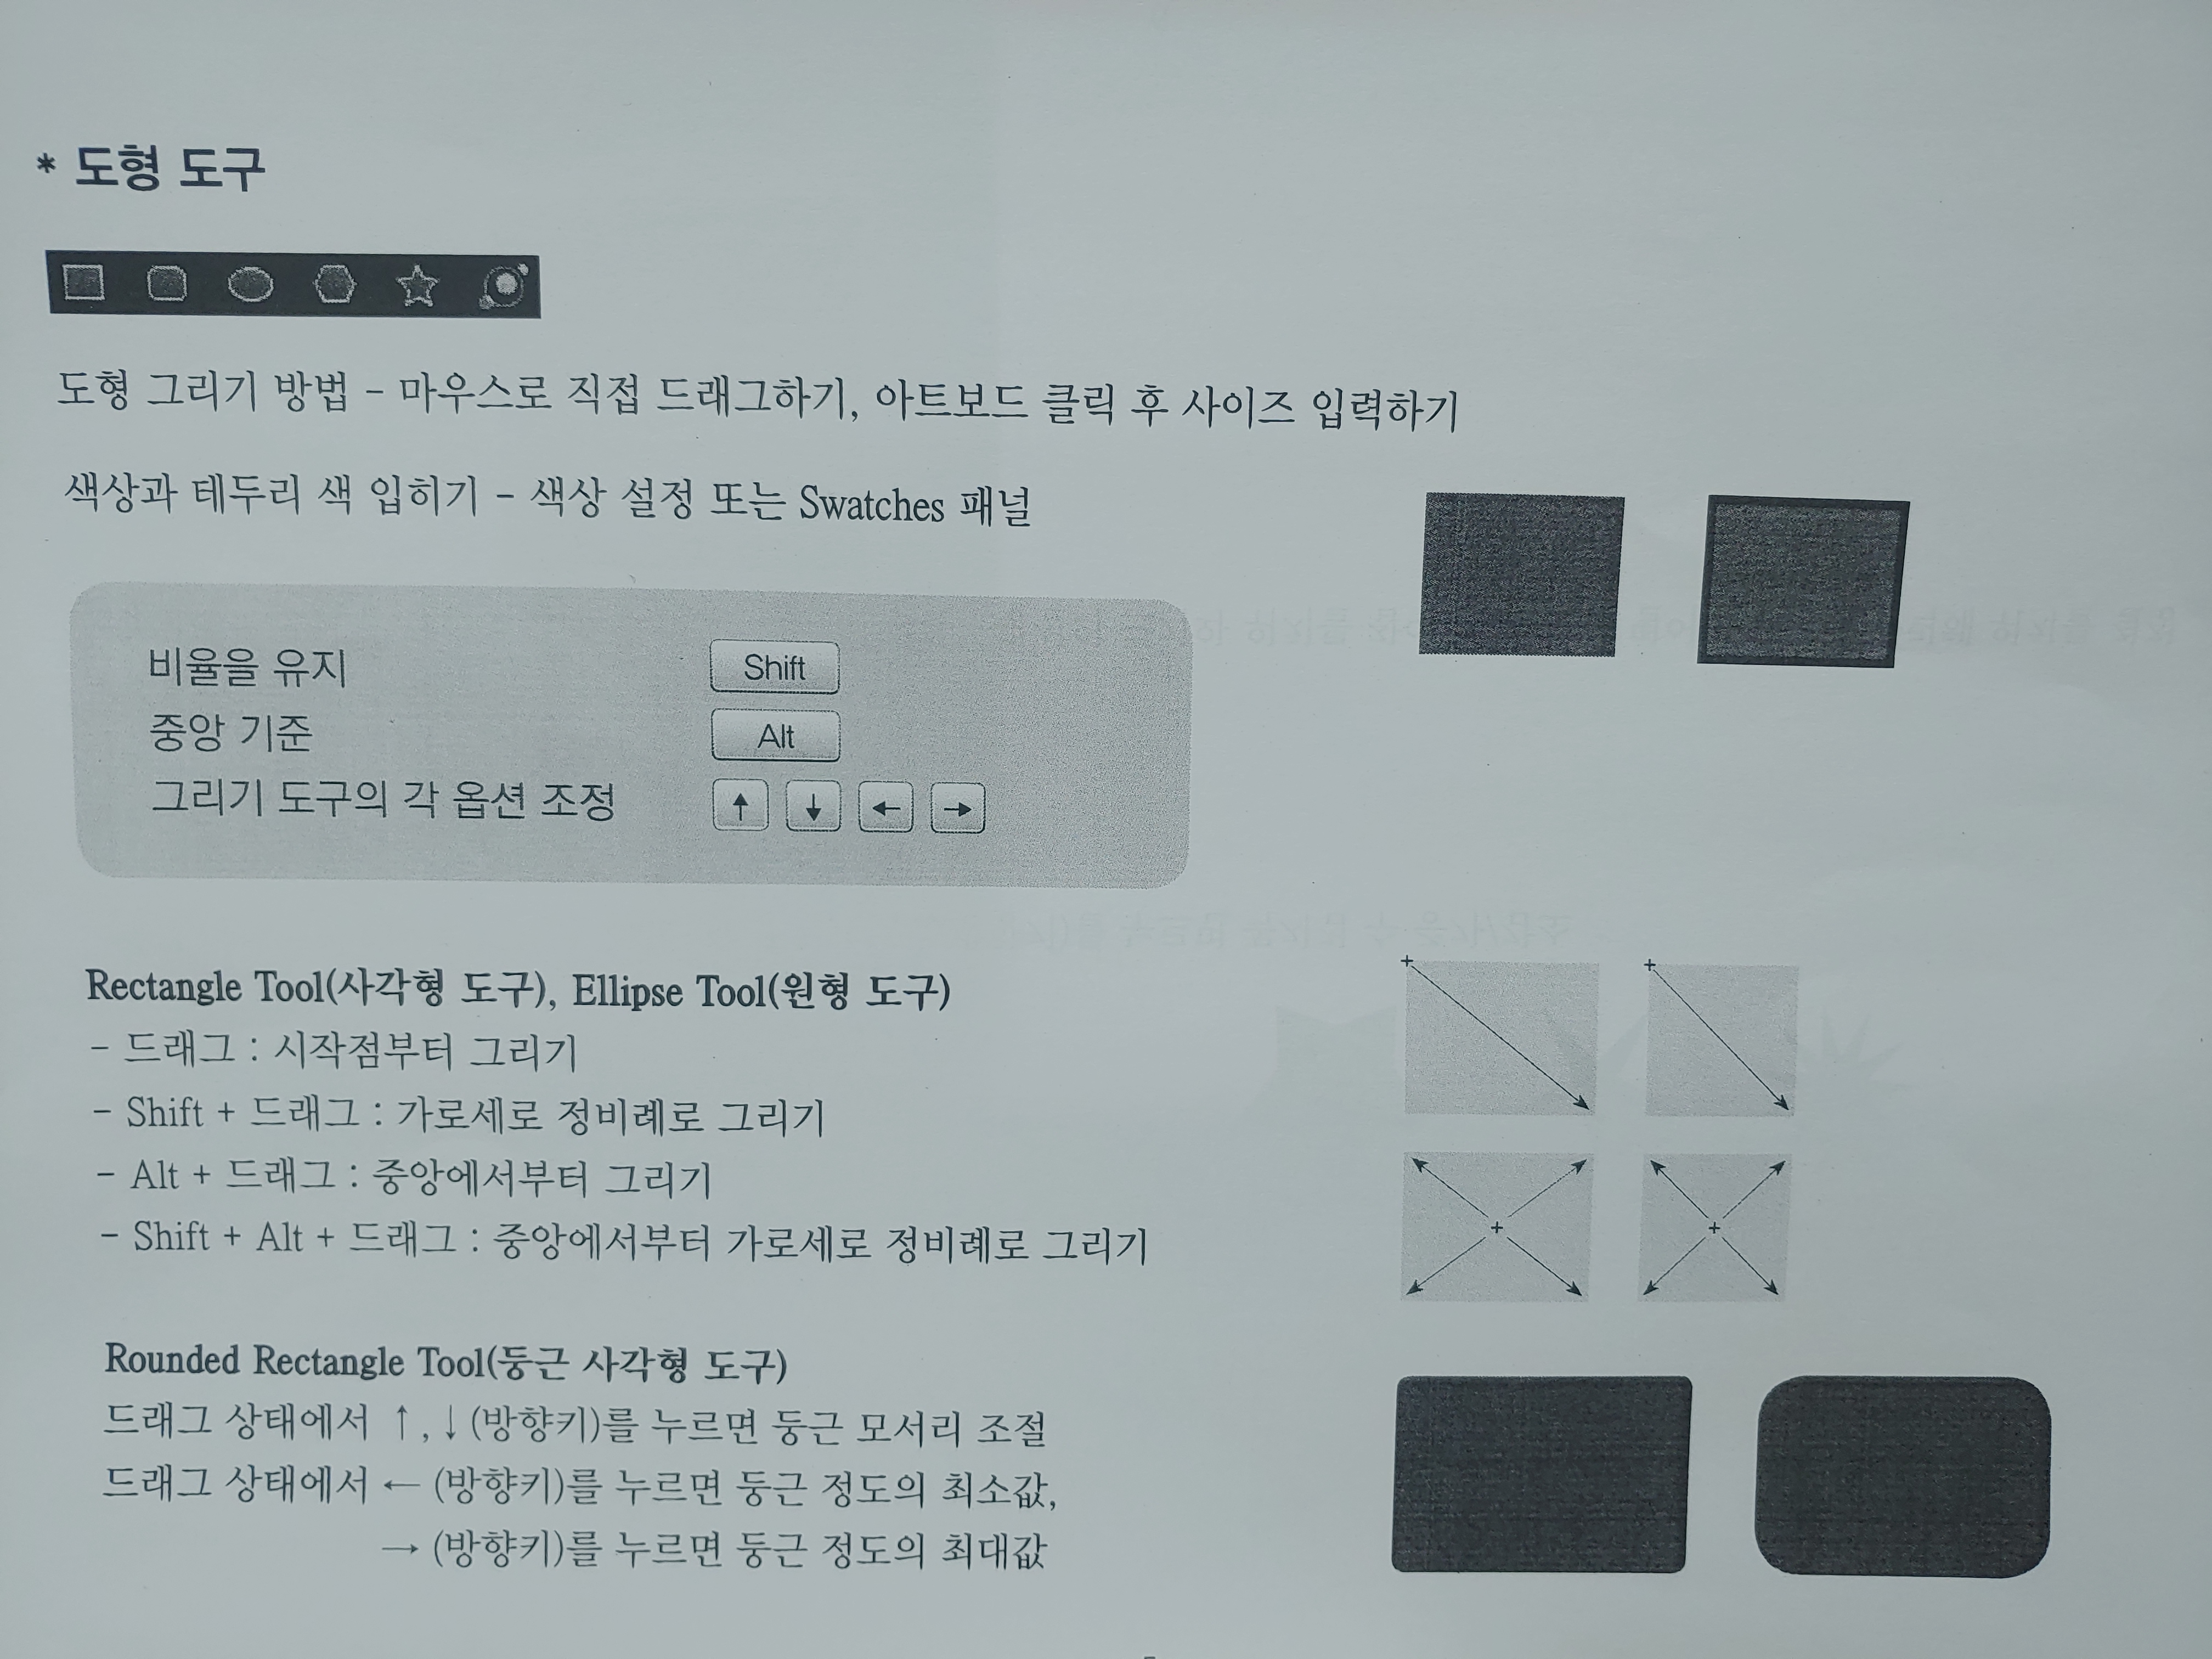 * 도형 도구
도형 그리기 방법 - 마우스로 직접 드래그하기, 아트보드 클릭 후 사이즈 입력하기
색상과 테두리 색 입히기 - 색상 설정 또는 Swatches 패널
비율을 유지 Shift
중앙 기준 Alt
그리기 도구의 각 옵션 조정 ↑ ↓ ← →
Rectangle Tool(사각형 도구), Ellipse Tool(원형 도구)
- 드래그 : 시작점부터 그리기
- Shift + 드래그 : 가로세로 정비례로 그리기
- Alt + 드래그 : 중앙에서부터 그리기
- Shift + Alt + 드래그 : 중앙에서부터 가로세로 정비례로 그리기
Rounded Rectangle Tool(둥근 사각형 도구)
드래그 상태에서 ↑, ↓ (방향키)를 누르면 둥근 모서리 조절
드래그 상태에서 ← (방향키)를 누르면 둥근 정도의 최소값,
→ (방향키)를 누르면 둥근 정도의 최대값